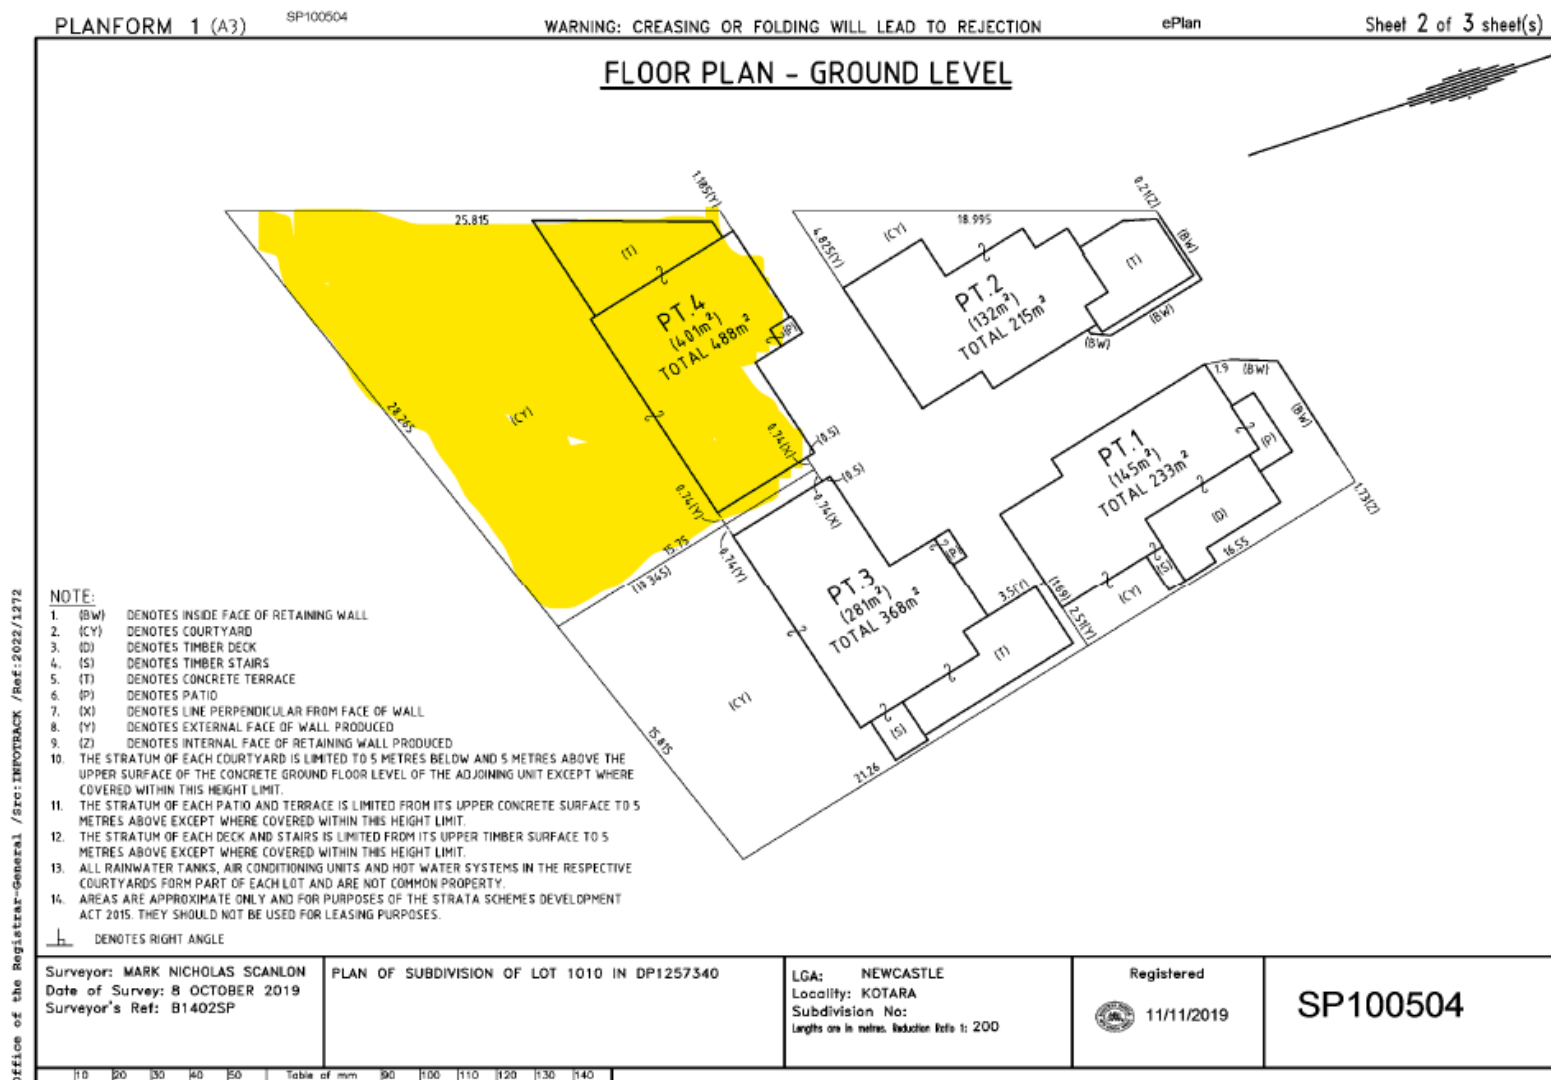 PLANFORM 1 (A3)
SP100504
WARNING: CREASING OR FOLDING WILL LEAD TO REJECTION
ePlan
Sheet 2 of 3 sheet(s)
FLOOR PLAN - GROUND LEVEL
1.185(Y)
25.815
(T)
PT.4
(401m²)
TOTAL 488m²
(P)
28.265
(CY)
0.74(X)
(0.5)
0.74(Y)
15.75
(19.345)
0.21(Z)
18.995
4.825(Y)
(CY)
(BW)
(T)
PT.2
(132m²)
TOTAL 215m²
(BW)
(BW)
1.9
(BW)
(BW)
PT.1
(145m²)
TOTAL 233m²
(P)
1.73(Z)
(D)
16.55
(S)
(CY)
(169)
2.51(Y)
3.5(Y)
(0.5)
0.74(X)
0.74(Y)
PT.3
(281m²)
TOTAL 368m²
(P)
(T)
(CY)
(S)
15.815
21.26
NOTE:
1. (BW) DENOTES INSIDE FACE OF RETAINING WALL
2. (CY) DENOTES COURTYARD
3. (D) DENOTES TIMBER DECK
4. (S) DENOTES TIMBER STAIRS
5. (T) DENOTES CONCRETE TERRACE
6. (P) DENOTES PATIO
7. (X) DENOTES LINE PERPENDICULAR FROM FACE OF WALL
8. (Y) DENOTES EXTERNAL FACE OF WALL PRODUCED
9. (Z) DENOTES INTERNAL FACE OF RETAINING WALL PRODUCED
10. THE STRATUM OF EACH COURTYARD IS LIMITED TO 5 METRES BELOW AND 5 METRES ABOVE THE
UPPER SURFACE OF THE CONCRETE GROUND FLOOR LEVEL OF THE ADJOINING UNIT EXCEPT WHERE
COVERED WITHIN THIS HEIGHT LIMIT.
11. THE STRATUM OF EACH PATIO AND TERRACE IS LIMITED FROM ITS UPPER CONCRETE SURFACE TO 5
METRES ABOVE EXCEPT WHERE COVERED WITHIN THIS HEIGHT LIMIT.
12. THE STRATUM OF EACH DECK AND STAIRS IS LIMITED FROM ITS UPPER TIMBER SURFACE TO 5
METRES ABOVE EXCEPT WHERE COVERED WITHIN THIS HEIGHT LIMIT.
13. ALL RAINWATER TANKS, AIR CONDITIONING UNITS AND HOT WATER SYSTEMS IN THE RESPECTIVE
COURTYARDS FORM PART OF EACH LOT AND ARE NOT COMMON PROPERTY.
14. AREAS ARE APPROXIMATE ONLY AND FOR PURPOSES OF THE STRATA SCHEMES DEVELOPMENT
ACT 2015. THEY SHOULD NOT BE USED FOR LEASING PURPOSES.
DENOTES RIGHT ANGLE
Office of the Registrar-General /Src:INFOTRACK /Ref:2022/1272
Surveyor: MARK NICHOLAS SCANLON
Date of Survey: 8 OCTOBER 2019
Surveyor's Ref: B1402SP
PLAN OF SUBDIVISION OF LOT 1010 IN DP1257340
LGA: NEWCASTLE
Locality: KOTARA
Subdivision No:
Lengths are in metres. Reduction Ratio 1: 200
Registered
11/11/2019
SP100504
10 20 30 40 50 Table of mm 90 100 110 120 130 140